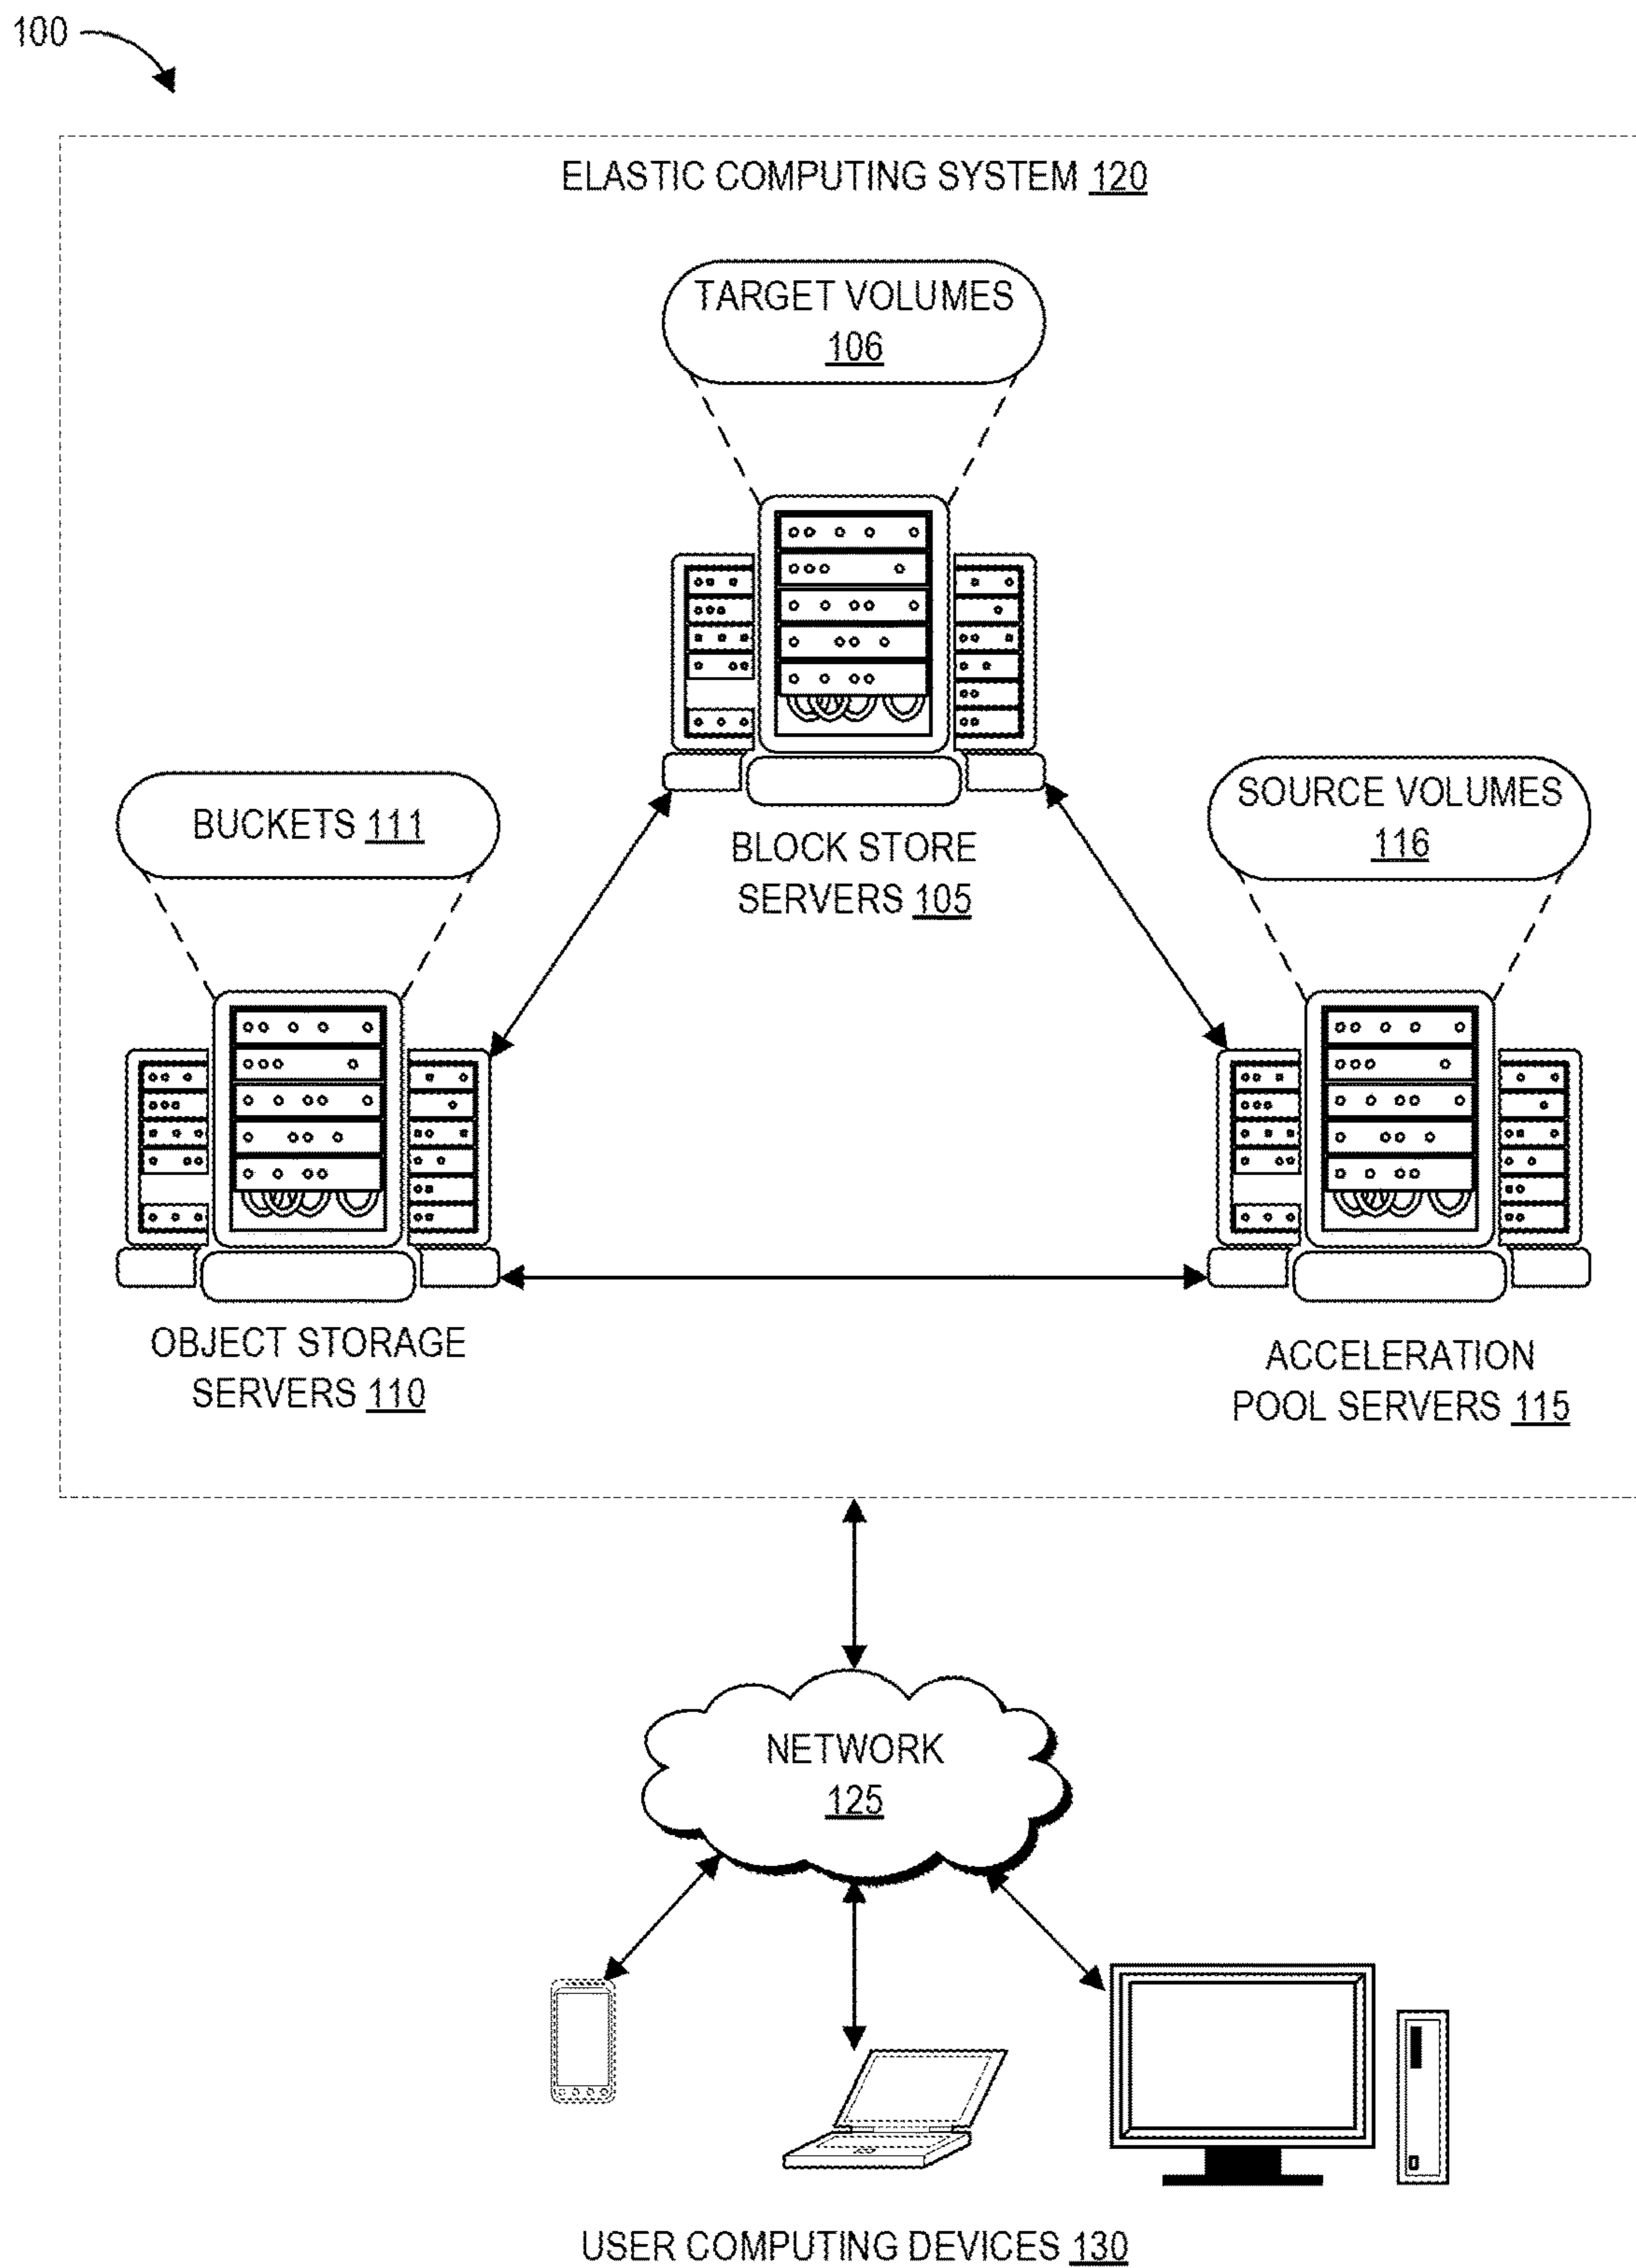 100
ELASTIC COMPUTING SYSTEM 120
TARGET VOLUMES
106
BLOCK STORE
SERVERS 105
BUCKETS 111
SOURCE VOLUMES
116
OBJECT STORAGE
SERVERS 110
ACCELERATION
POOL SERVERS 115
NETWORK
125
USER COMPUTING DEVICES 130